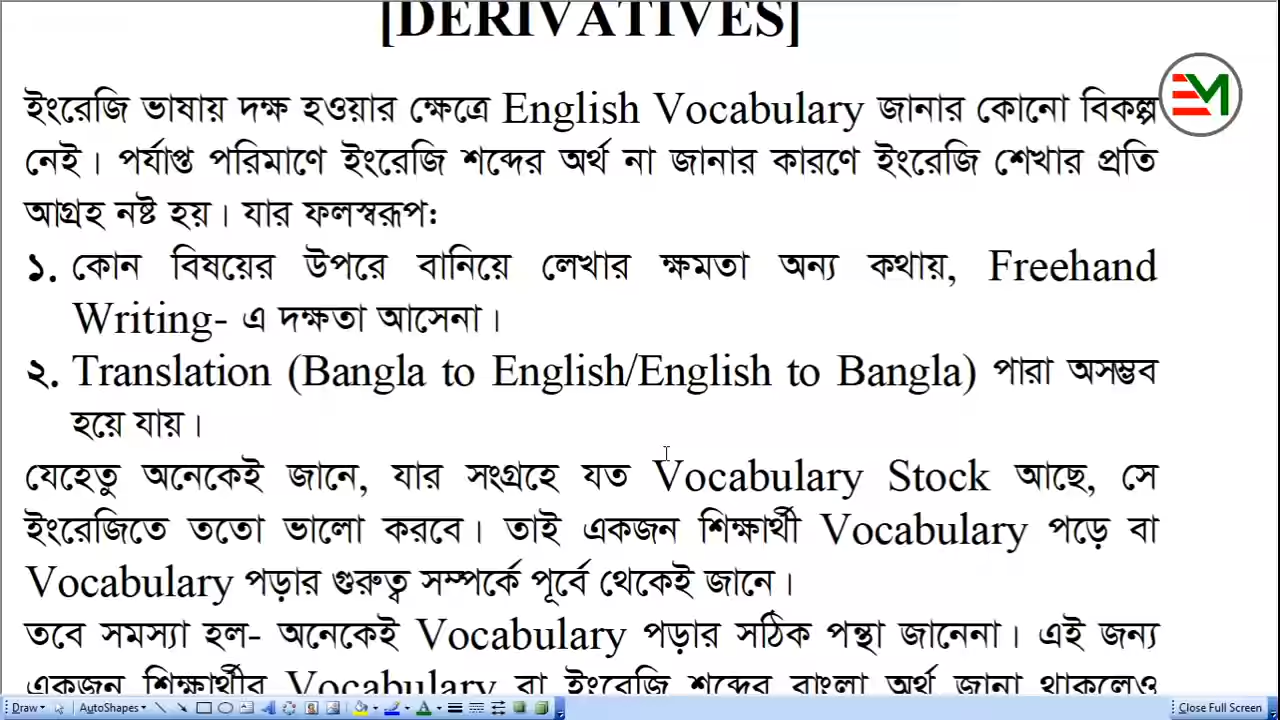 [DERIVATIVES]
ইংরেজি ভাষায় দক্ষ হওয়ার ক্ষেত্রে English Vocabulary জানার কোনো বিকল্প
নেই। পর্যাপ্ত পরিমাণে ইংরেজি শব্দের অর্থ না জানার কারণে ইংরেজি শেখার প্রতি
আগ্রহ নষ্ট হয়। যার ফলস্বরূপ:
১. কোন বিষয়ের উপরে বানিয়ে লেখার ক্ষমতা অন্য কথায়, Freehand
Writing- এ দক্ষতা আসেনা।
২. Translation (Bangla to English/English to Bangla) পারা অসম্ভব
হয়ে যায়।
যেহেতু অনেকেই জানে, যার সংগ্রহে যত Vocabulary Stock আছে, সে
ইংরেজিতে ততো ভালো করবে। তাই একজন শিক্ষার্থী Vocabulary পড়ে বা
Vocabulary পড়ার গুরুত্ব সম্পর্কে পূর্বে থেকেই জানে।
তবে সমস্যা হল- অনেকেই Vocabulary পড়ার সঠিক পন্থা জানেনা। এই জন্য
একজন শিক্ষার্থীর Vocabulary বা ইংরেজি শব্দের বাংলা অর্থ জানা থাকলেও
Draw AutoShapes Close Full Screen